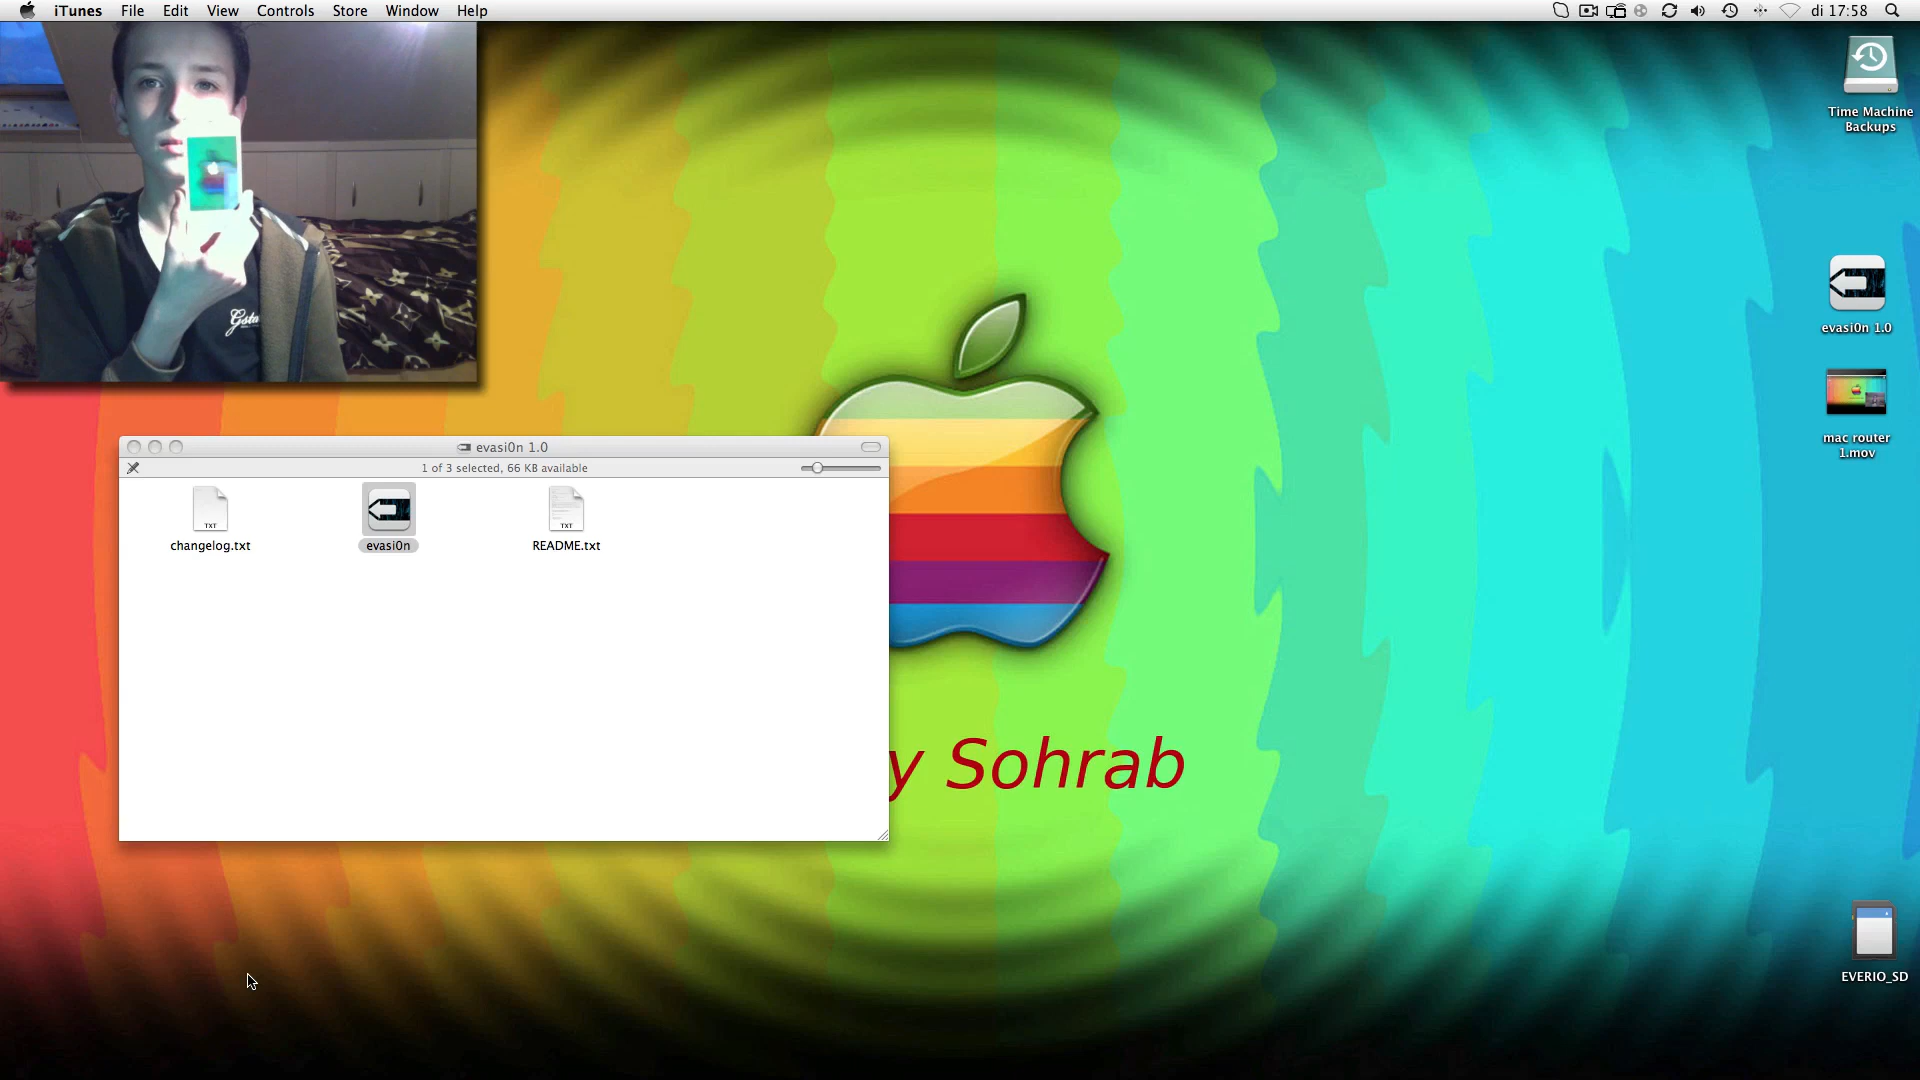 iTunes File Edit View Controls Store Window Help
di 17:58
Time Machine
Backups
evasi0n 1.0
mac router
1.mov
evasi0n 1.0
1 of 3 selected, 66 KB available
TXT
TXT
changelog.txt
evasi0n
README.txt
y Sohrab
EVERIO_SD